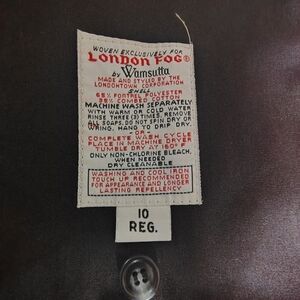 WOVEN EXCLUSIVELY FOR
LONDON FOG®
by Wamsutta
MADE AND STYLED BY THE
LONDONTOWN CORPORATION
SHELL
65% FORTREL POLYESTER
35% COMBED COTTON
MACHINE WASH SEPARATELY
WITH WARM OR COLD WATER
RINSE THREE (3) TIMES. REMOVE
ALL SOAPS. DO NOT SPIN DRY OR
WRING. HANG TO DRIP DRY.
OR
COMPLETE WASH CYCLE
PLACE IN MACHINE DRYER
TUMBLE DRY AT 160° F
ONLY NON-CHLORINE BLEACH,
WHEN NEEDED
DRY CLEANABLE
WASHING AND COOL IRON
TOUCH UP RECOMMENDED
FOR APPEARANCE AND LONGER
LASTING REPELLENCY
10
REG.